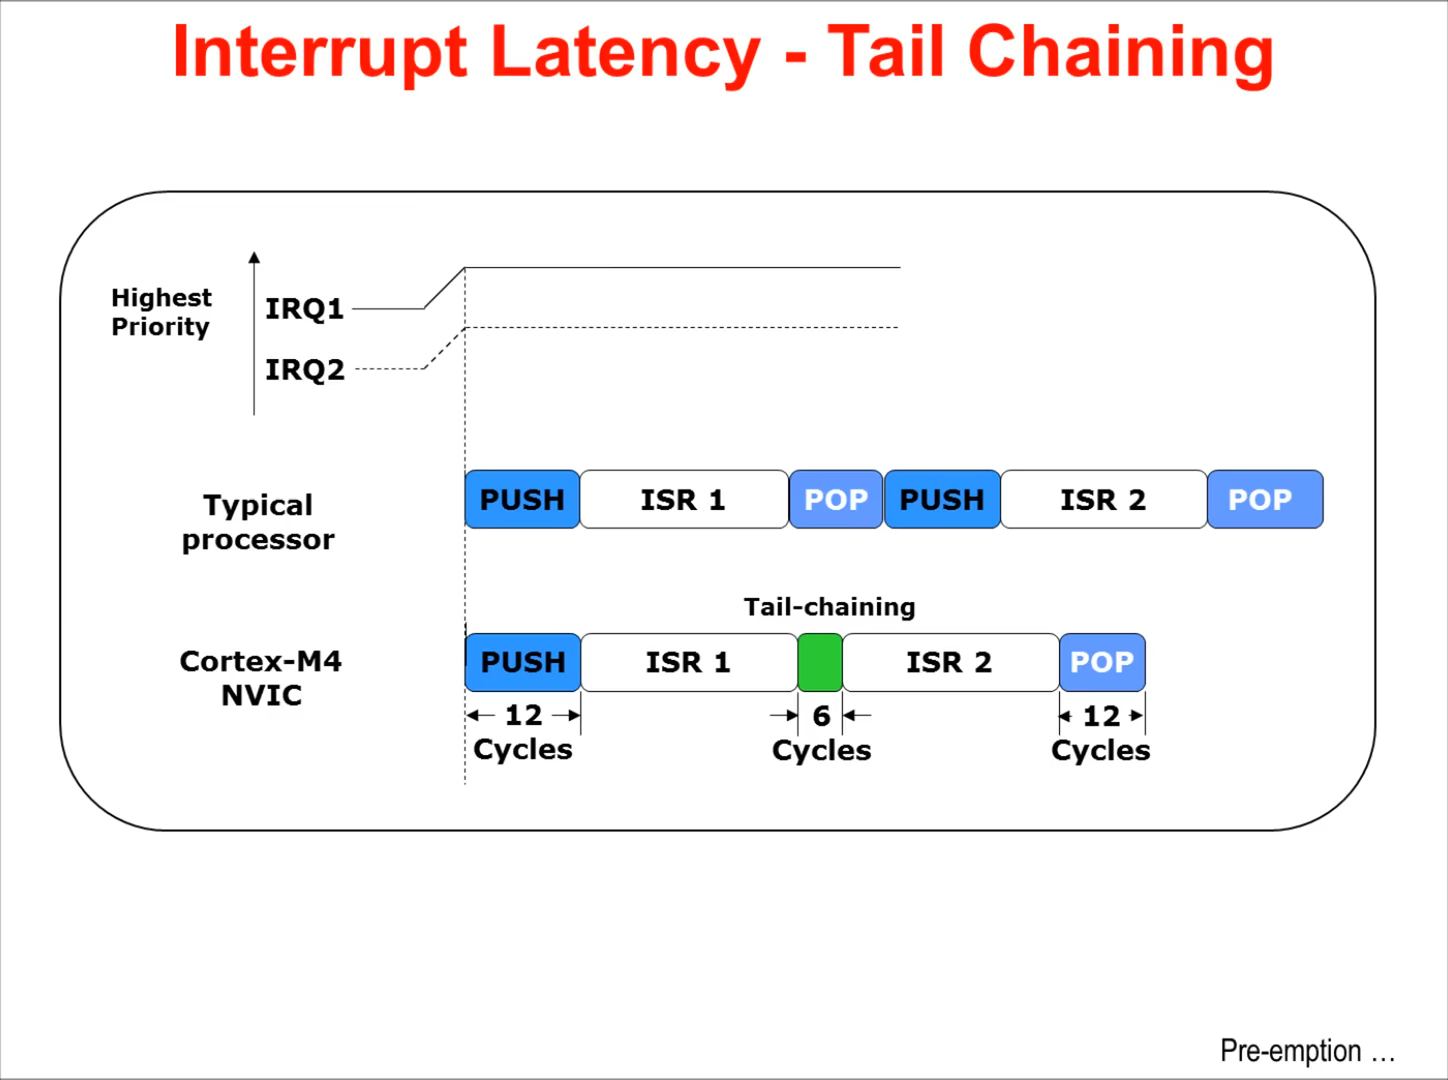 Interrupt Latency - Tail Chaining
Highest
Priority
IRQ1
IRQ2
Typical
processor
PUSH ISR 1 POP PUSH ISR 2 POP
Tail-chaining
Cortex-M4
NVIC
PUSH ISR 1 ISR 2 POP
12 6 12
Cycles Cycles Cycles
Pre-emption …